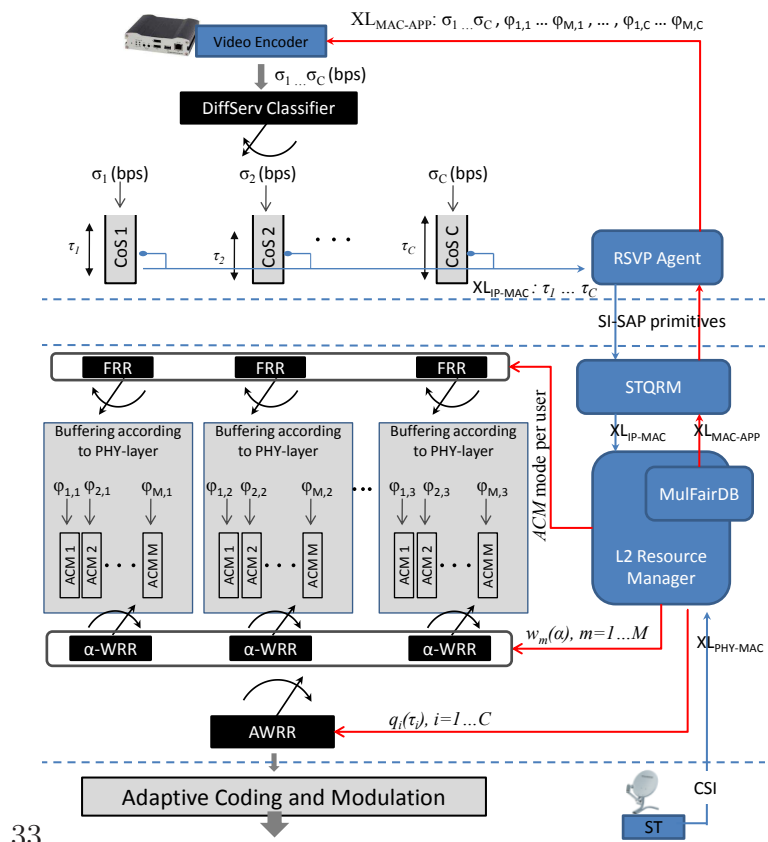 XL_MAC-APP: σ_1 ... σ_C , φ_1,1 ... φ_M,1 , ... , φ_1,C ... φ_M,C
Video Encoder
σ_1 ... σ_C (bps)
DiffServ Classifier
σ_1 (bps)
σ_2 (bps)
σ_C (bps)
τ_1
CoS 1
τ_2
CoS 2
. . .
τ_C
CoS C
RSVP Agent
XL_IP-MAC : τ_1 ... τ_C
SI-SAP primitives
FRR
FRR
FRR
STQRM
XL_IP-MAC
XL_MAC-APP
Buffering according to PHY-layer
Buffering according to PHY-layer
Buffering according to PHY-layer
φ_1,1
φ_2,1
φ_M,1
φ_1,2
φ_2,2
φ_M,2
...
φ_1,3
φ_2,3
φ_M,3
ACM 1
ACM 2
. . .
ACM M
ACM 1
ACM 2
. . .
ACM M
ACM 1
ACM 2
. . .
ACM M
ACM mode per user
MulFairDB
L2 Resource
Manager
α-WRR
α-WRR
α-WRR
w_m(α), m=1...M
XL_PHY-MAC
AWRR
q_i(τ_i), i=1...C
Adaptive Coding and Modulation
CSI
ST
33